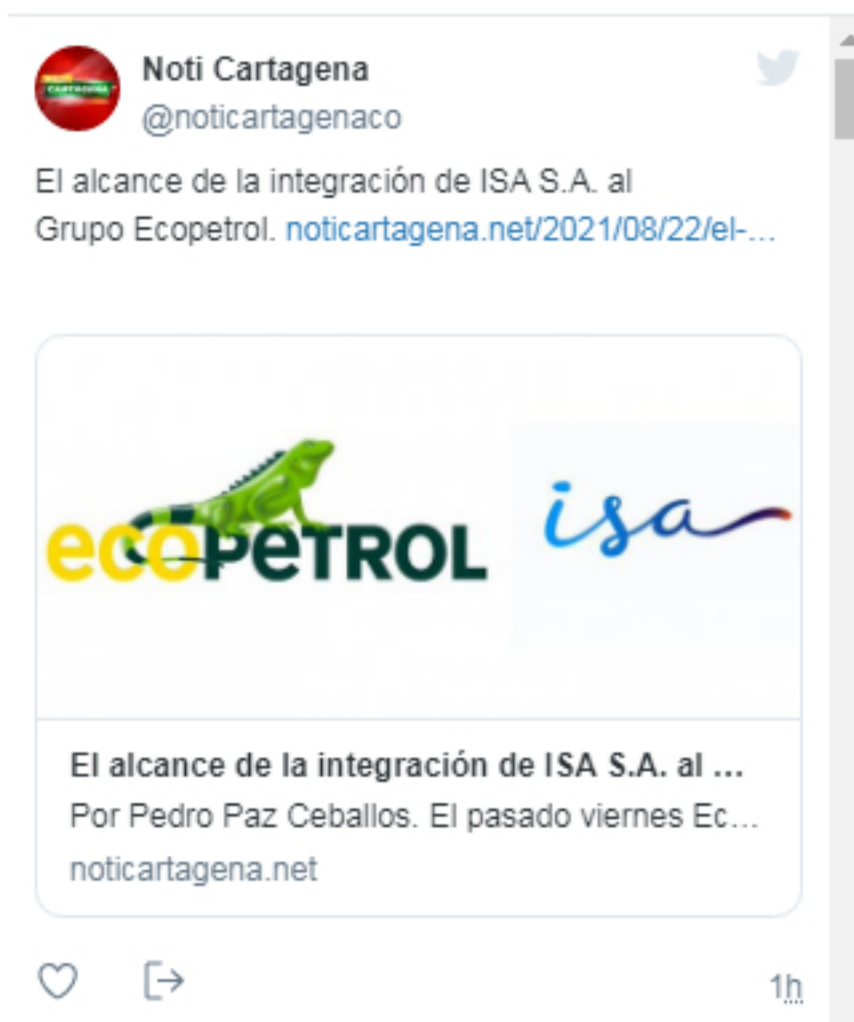 Noti Cartagena
@noticartagenaco
El alcance de la integración de ISA S.A. al
Grupo Ecopetrol. noticartagena.net/2021/08/22/el-...
ecoPeTROL
isa
El alcance de la integración de ISA S.A. al ...
Por Pedro Paz Ceballos. El pasado viernes Ec...
noticartagena.net
1h